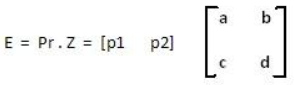 E = Pr.Z = [p1 p2] [a b
c d]